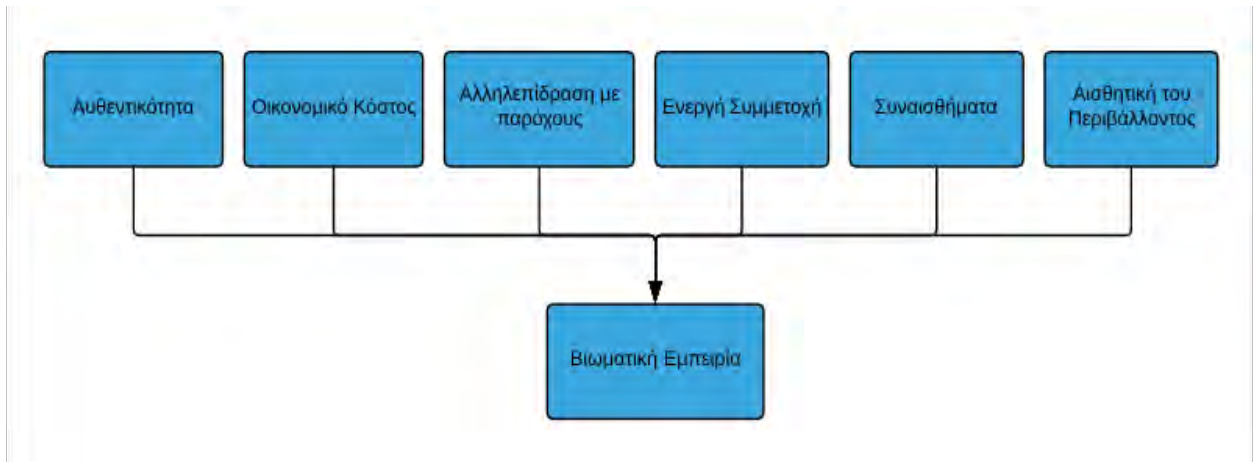 Αυθεντικότητα
Οικονομικό Κόστος
Αλληλεπίδραση με
παρόχους
Ενεργή Συμμετοχή
Συναισθήματα
Αισθητική του
Περιβάλλοντος
Βιωματική Εμπειρία